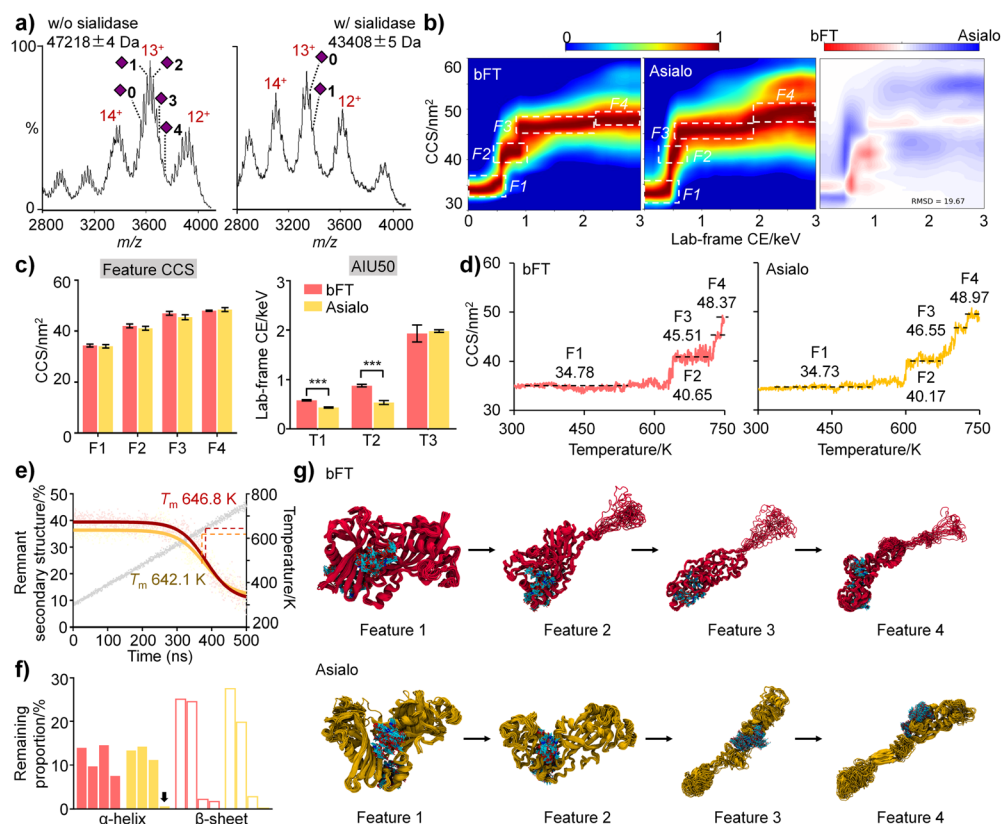 a)
w/o sialidase
47218±4 Da
w/ sialidase
43408±5 Da
100
%
0
13+
14+
12+
1
2
0
3
4
13+
14+
12+
0
1
2800 3200 3600 4000
m/z
2800 3200 3600 4000
m/z
b)
0 1
bFT Asialo
CCS/nm²
60
50
40
30
bFT
F1
F2
F3
F4
Asialo
F1
F2
F3
F4
RMSD = 19.67
0 1 2 3
0 1 2 3
0 1 2 3
Lab-frame CE/keV
c)
Feature CCS
CCS/nm²
60
40
20
0
F1 F2 F3 F4
bFT
Asialo
AIU50
Lab-frame CE/keV
3
2
1
0
bFT
Asialo
***
***
T1 T2 T3
d)
bFT
CCS/nm²
60
50
40
30
F1
34.78
F2
40.65
F3
45.51
F4
48.37
300 450 600 750
Temperature/K
Asialo
F1
34.73
F2
40.17
F3
46.55
F4
48.97
300 450 600 750
Temperature/K
e)
Remnant
secondary structure/%
50
40
30
20
10
0
Tm 646.8 K
Tm 642.1 K
800
700
600
500
400
300
200
Temperature/K
0 100 200 300 400 500
Time (ns)
f)
Remaining
proportion/%
30
20
10
0
α-helix β-sheet
g)
bFT
Feature 1 Feature 2 Feature 3 Feature 4
Asialo
Feature 1 Feature 2 Feature 3 Feature 4